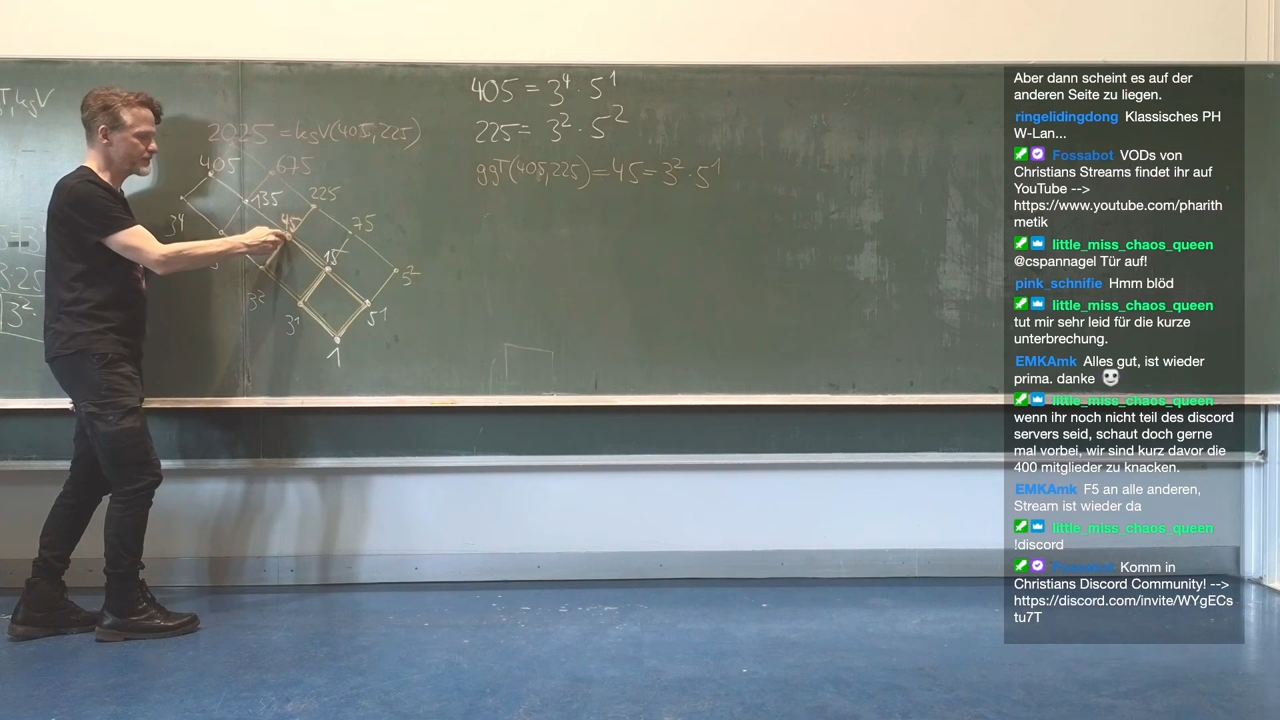 T, kgV
3·25
3²·
2025 = kgV(405,225)
405
675
135
225
45
75
3⁴
15
5²
3²
3¹
5¹
1
405 = 3⁴ · 5¹
225 = 3² · 5²
ggT(405,225) = 45 = 3² · 5¹
Aber dann scheint es auf der
anderen Seite zu liegen.
ringelidingdong Klassisches PH
W-Lan...
Fossabot VODs von
Christians Streams findet ihr auf
YouTube -->
https://www.youtube.com/pharith
metik
little_miss_chaos_queen
@cspannagel Tür auf!
pink_schnifie Hmm blöd
little_miss_chaos_queen
tut mir sehr leid für die kurze
unterbrechung.
EMKAmk Alles gut, ist wieder
prima. danke
little_miss_chaos_queen
wenn ihr noch nicht teil des discord
servers seid, schaut doch gerne
mal vorbei, wir sind kurz davor die
400 mitglieder zu knacken.
EMKAmk F5 an alle anderen,
Stream ist wieder da
little_miss_chaos_queen
!discord
Fossabot Komm in
Christians Discord Community! -->
https://discord.com/invite/WYgECs
tu7T